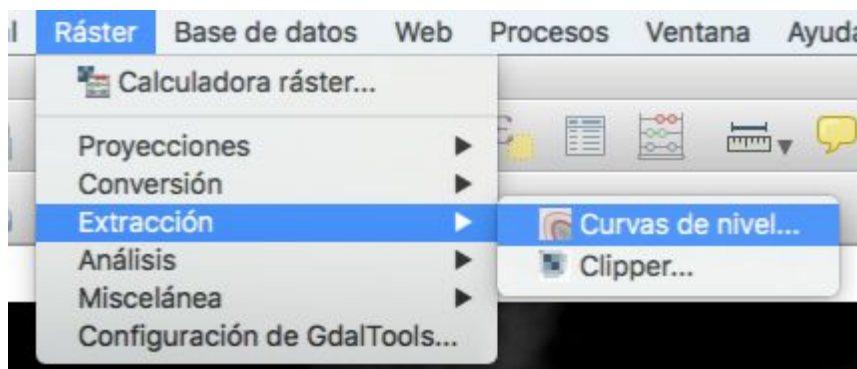 Ráster Base de datos Web Procesos Ventana Ayuda
Calculadora ráster...
Proyecciones
Conversión
Extracción
Curvas de nivel...
Clipper...
Análisis
Miscelánea
Configuración de GdalTools...